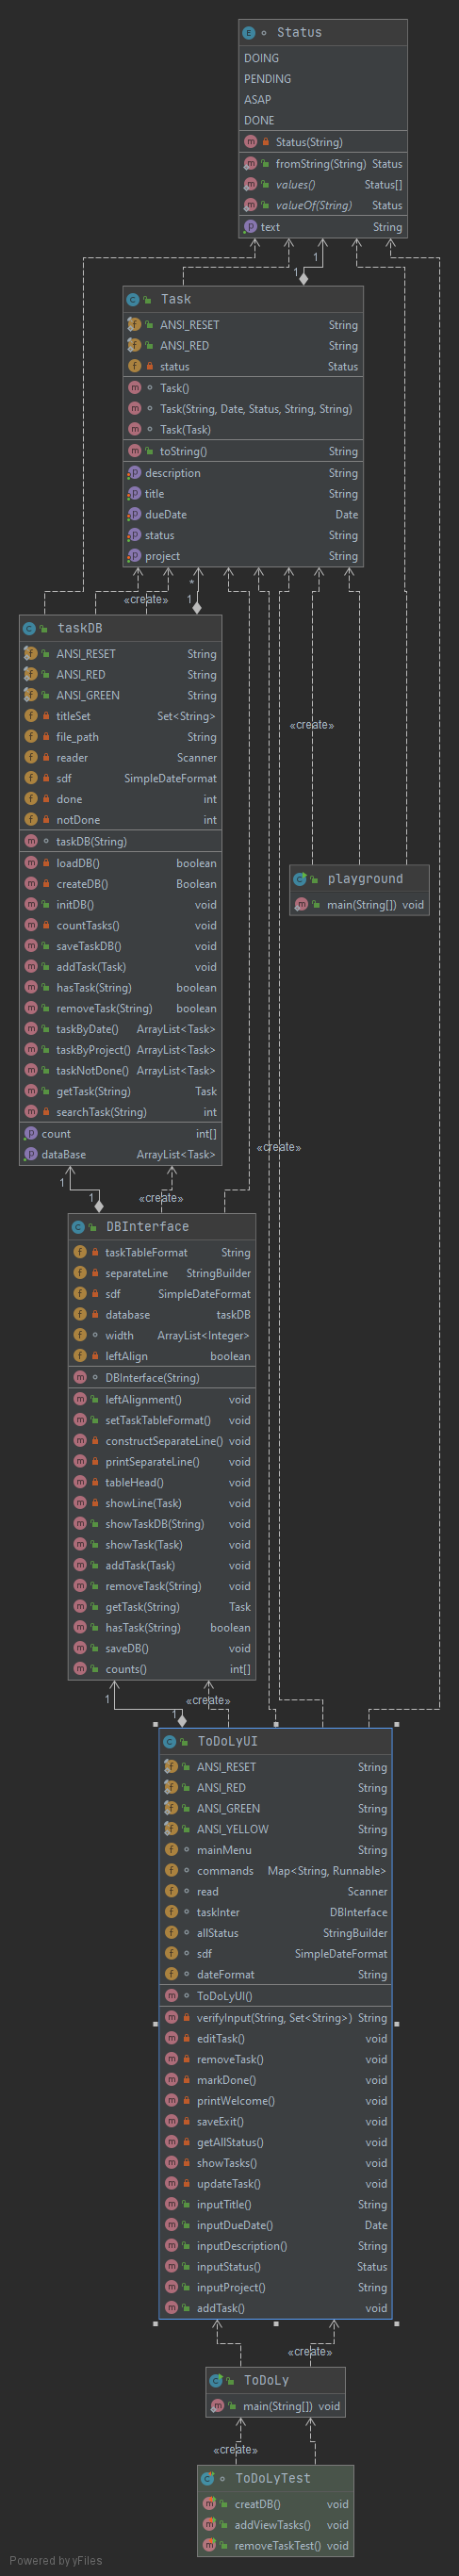 Status
DOING
PENDING
ASAP
DONE
Status(String)
fromString(String) Status
values() Status[]
valueOf(String) Status
text String
1
1
Task
ANSI_RESET String
ANSI_RED String
status Status
Task()
Task(String, Date, Status, String, String)
Task(Task)
toString() String
description String
title String
dueDate Date
status String
project String
*
«create»
1
taskDB
ANSI_RESET String
ANSI_RED String
ANSI_GREEN String
titleSet Set<String>
file_path String
reader Scanner
sdf SimpleDateFormat
done int
notDone int
taskDB(String)
loadDB() boolean
createDB() Boolean
initDB() void
countTasks() void
saveTaskDB() void
addTask(Task) void
hasTask(String) boolean
removeTask(String) boolean
taskByDate() ArrayList<Task>
taskByProject() ArrayList<Task>
taskNotDone() ArrayList<Task>
getTask(String) Task
searchTask(String) int
count int[]
dataBase ArrayList<Task>
«create»
playground
main(String[]) void
«create»
1
1
«create»
DBInterface
taskTableFormat String
separateLine StringBuilder
sdf SimpleDateFormat
database taskDB
width ArrayList<Integer>
leftAlign boolean
DBInterface(String)
leftAlignment() void
setTaskTableFormat() void
constructSeparateLine() void
printSeparateLine() void
tableHead() void
showLine(Task) void
showTaskDB(String) void
showTask(Task) void
addTask(Task) void
removeTask(String) void
getTask(String) Task
hasTask(String) boolean
saveDB() void
counts() int[]
1
«create»
1
ToDoLyUI
ANSI_RESET String
ANSI_RED String
ANSI_GREEN String
ANSI_YELLOW String
mainMenu String
commands Map<String, Runnable>
read Scanner
taskInter DBInterface
allStatus StringBuilder
sdf SimpleDateFormat
dateFormat String
ToDoLyUI()
verifyInput(String, Set<String>) String
editTask() void
removeTask() void
markDone() void
printWelcome() void
saveExit() void
getAllStatus() void
showTasks() void
updateTask() void
inputTitle() String
inputDueDate() Date
inputDescription() String
inputStatus() Status
inputProject() String
addTask() void
«create»
ToDoLy
main(String[]) void
«create»
ToDoLyTest
creatDB() void
addViewTasks() void
removeTaskTest() void
Powered by yFiles